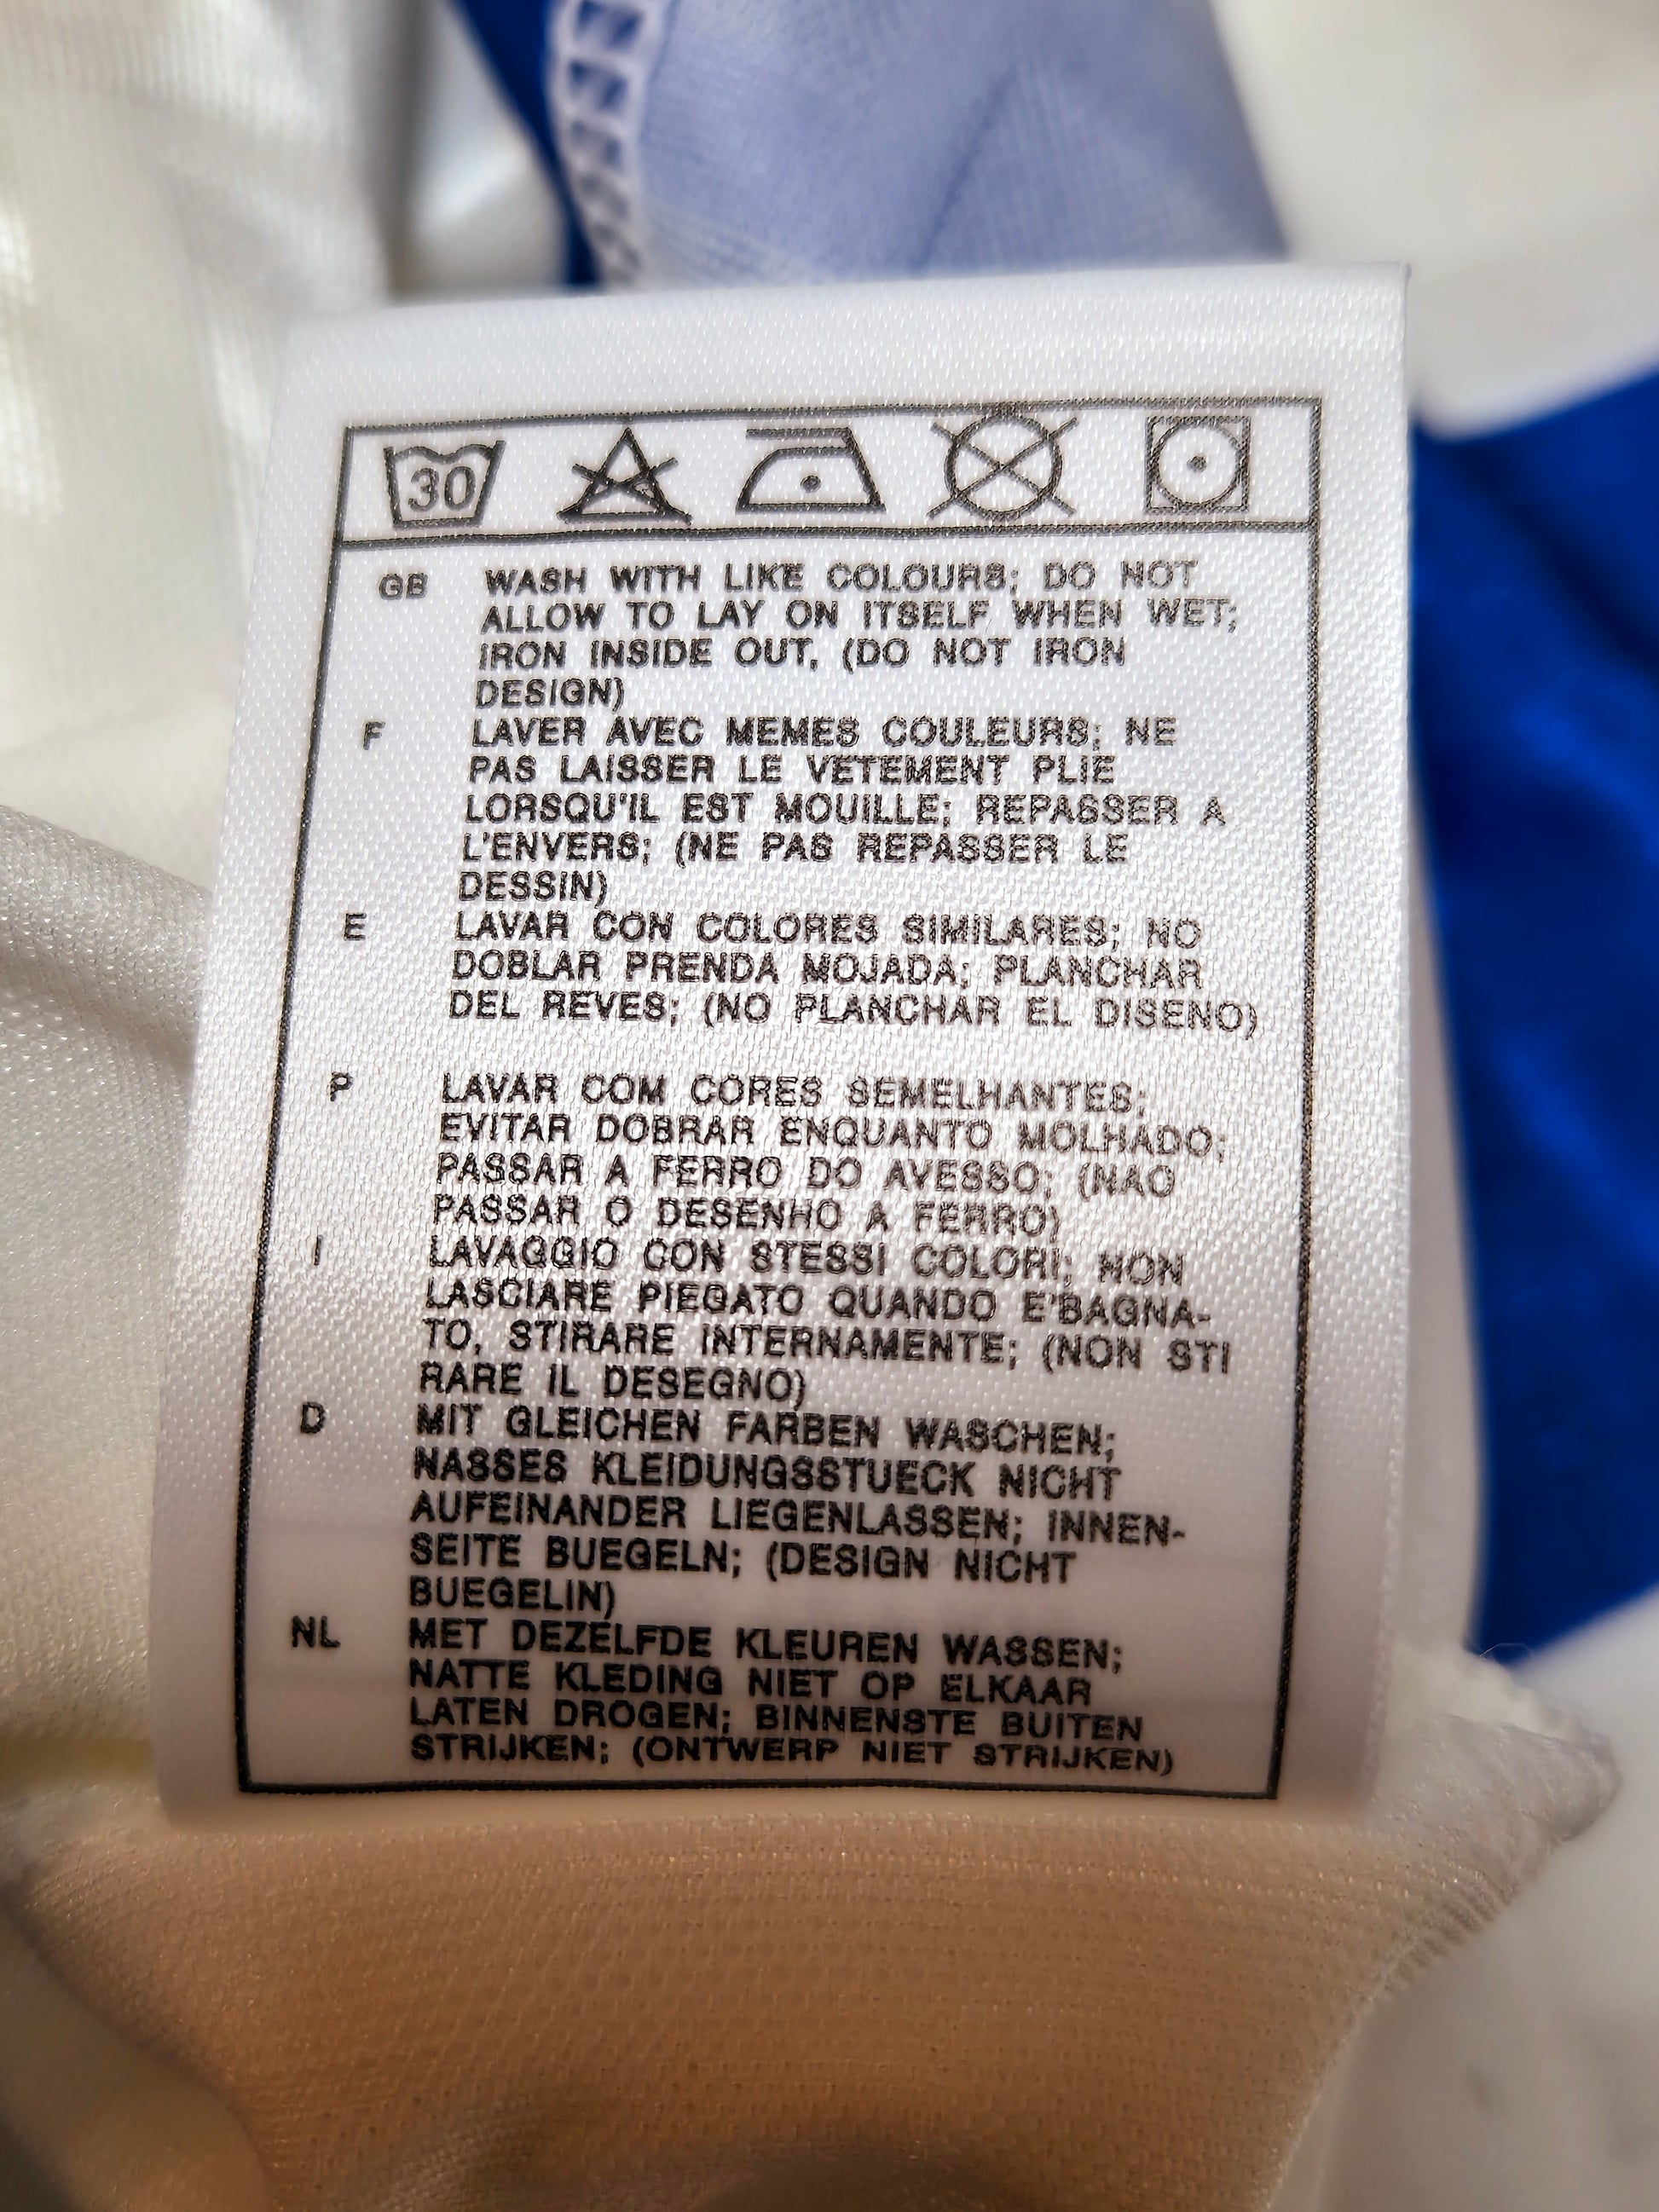 30
GB WASH WITH LIKE COLOURS; DO NOT
ALLOW TO LAY ON ITSELF WHEN WET;
IRON INSIDE OUT, (DO NOT IRON
DESIGN)
F LAVER AVEC MEMES COULEURS; NE
PAS LAISSER LE VETEMENT PLIE
LORSQU'IL EST MOUILLE; REPASSER A
L'ENVERS; (NE PAS REPASSER LE
DESSIN)
E LAVAR CON COLORES SIMILARES; NO
DOBLAR PRENDA MOJADA; PLANCHAR
DEL REVES; (NO PLANCHAR EL DISENO)
P LAVAR COM CORES SEMELHANTES;
EVITAR DOBRAR ENQUANTO MOLHADO;
PASSAR A FERRO DO AVESSO; (NAO
PASSAR O DESENHO A FERRO)
I LAVAGGIO CON STESSI COLORI; NON
LASCIARE PIEGATO QUANDO E'BAGNA-
TO, STIRARE INTERNAMENTE; (NON STI
RARE IL DESEGNO)
D MIT GLEICHEN FARBEN WASCHEN;
NASSES KLEIDUNGSSTUECK NICHT
AUFEINANDER LIEGENLASSEN; INNEN-
SEITE BUEGELN; (DESIGN NICHT
BUEGELIN)
NL MET DEZELFDE KLEUREN WASSEN;
NATTE KLEDING NIET OP ELKAAR
LATEN DROGEN; BINNENSTE BUITEN
STRIJKEN; (ONTWERP NIET STRIJKEN)